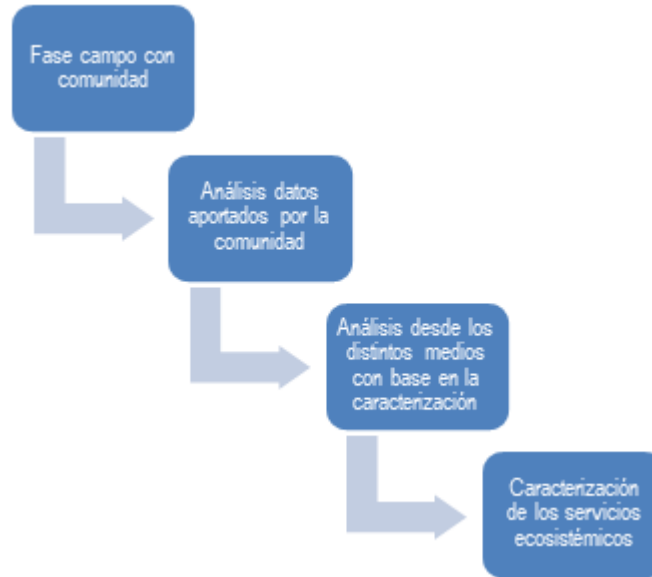 Fase campo con
comunidad
Análisis datos
aportados por la
comunidad
Análisis desde los
distintos medios
con base en la
caracterización
Caracterización
de los servicios
ecosistémicos